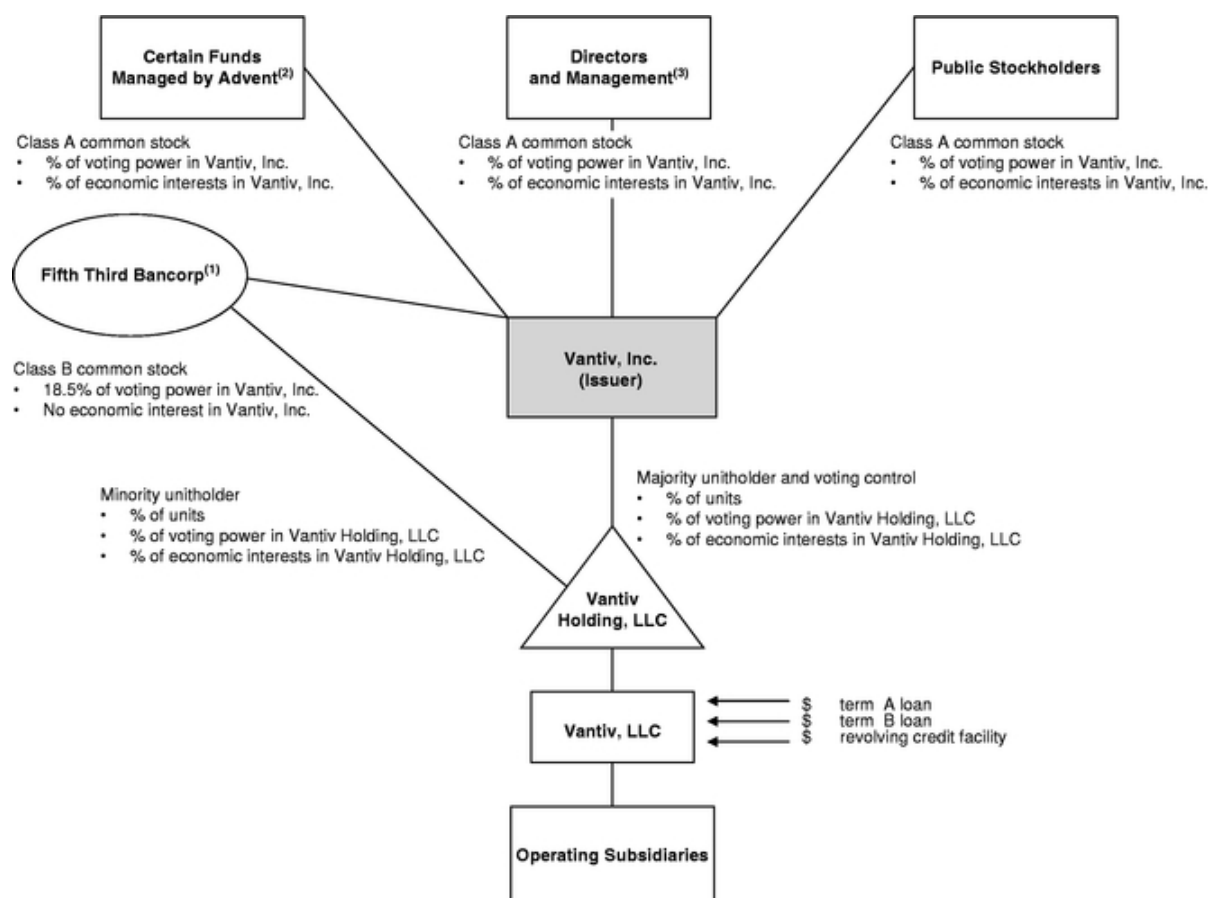 Certain Funds
Managed by Advent(2)
Directors
and Management(3)
Public Stockholders
Class A common stock
• % of voting power in Vantiv, Inc.
• % of economic interests in Vantiv, Inc.
Class A common stock
• % of voting power in Vantiv, Inc.
• % of economic interests in Vantiv, Inc.
Class A common stock
• % of voting power in Vantiv, Inc.
• % of economic interests in Vantiv, Inc.
Fifth Third Bancorp(1)
Vantiv, Inc.
(Issuer)
Class B common stock
• 18.5% of voting power in Vantiv, Inc.
• No economic interest in Vantiv, Inc.
Minority unitholder
• % of units
• % of voting power in Vantiv Holding, LLC
• % of economic interests in Vantiv Holding, LLC
Majority unitholder and voting control
• % of units
• % of voting power in Vantiv Holding, LLC
• % of economic interests in Vantiv Holding, LLC
Vantiv
Holding, LLC
Vantiv, LLC
$ term A loan
$ term B loan
$ revolving credit facility
Operating Subsidiaries